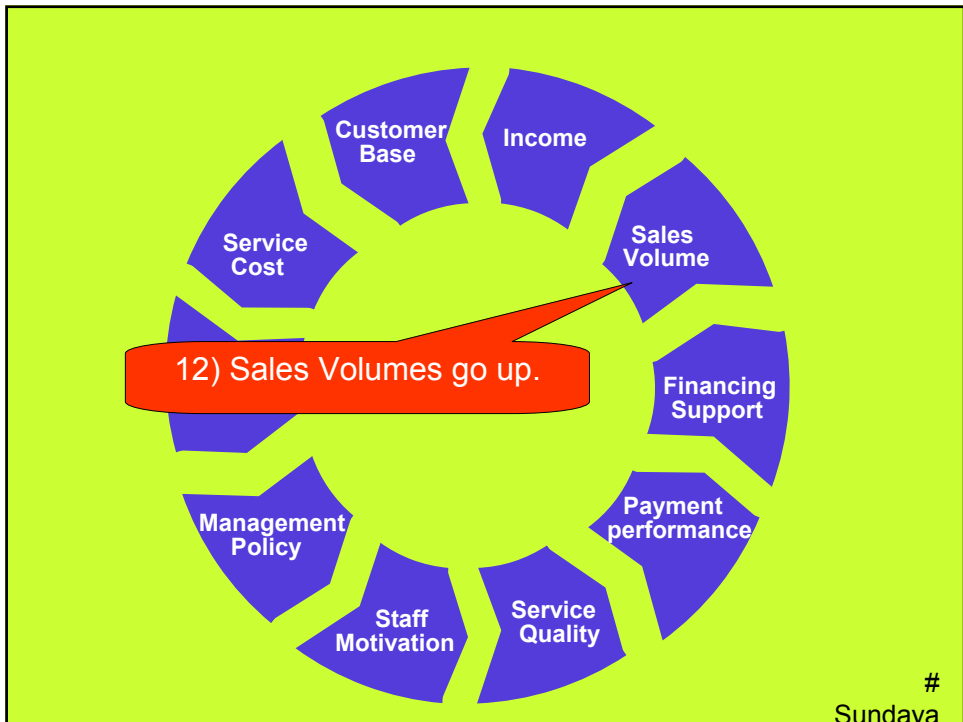 Customer
Base
Income
Sales
Volume
Service
Cost
12) Sales Volumes go up.
Financing
Support
Payment
performance
Management
Policy
Staff
Motivation
Service
Quality
#
Sundaya